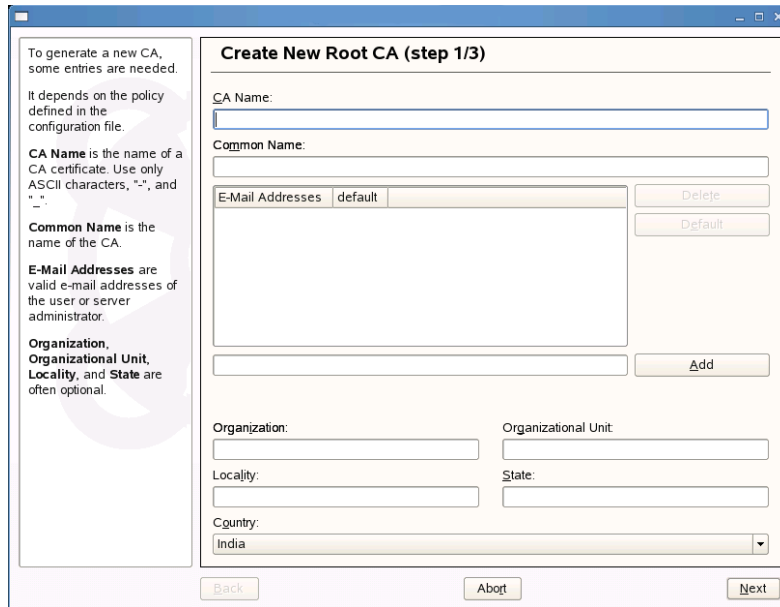 To generate a new CA,
some entries are needed.
It depends on the policy
defined in the
configuration file.
CA Name is the name of a
CA certificate. Use only
ASCII characters, "-", and
"_".
Common Name is the
name of the CA.
E-Mail Addresses are
valid e-mail addresses of
the user or server
administrator.
Organization,
Organizational Unit,
Locality, and State are
often optional.
Create New Root CA (step 1/3)
CA Name:
Common Name:
E-Mail Addresses default
Delete
Default
Add
Organization: Organizational Unit:
Locality: State:
Country:
India
Back Abort Next